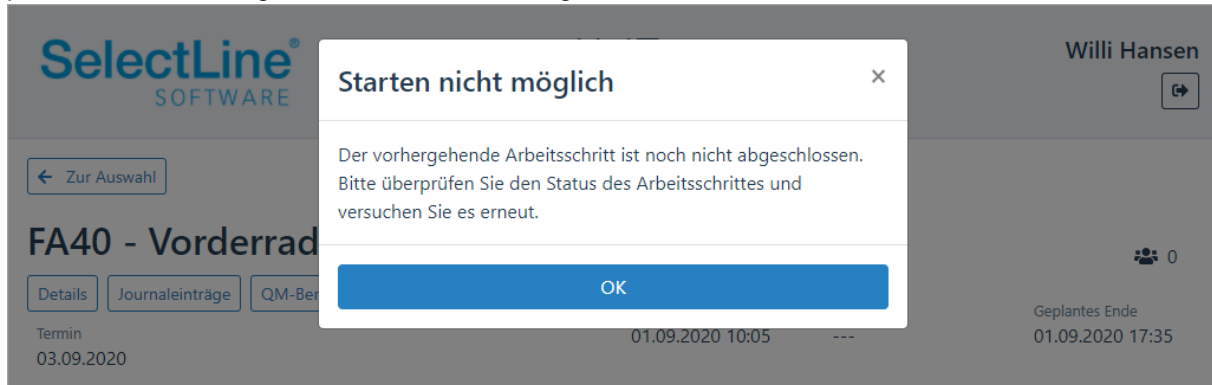 SelectLine®
SOFTWARE
Willi Hansen
Starten nicht möglich ×
Der vorhergehende Arbeitsschritt ist noch nicht abgeschlossen.
Bitte überprüfen Sie den Status des Arbeitsschrittes und
versuchen Sie es erneut.
OK
Zur Auswahl
FA40 - Vorderrad
0
Details Journaleinträge
Termin
03.09.2020
01.09.2020 10:05 ---
Geplantes Ende
01.09.2020 17:35